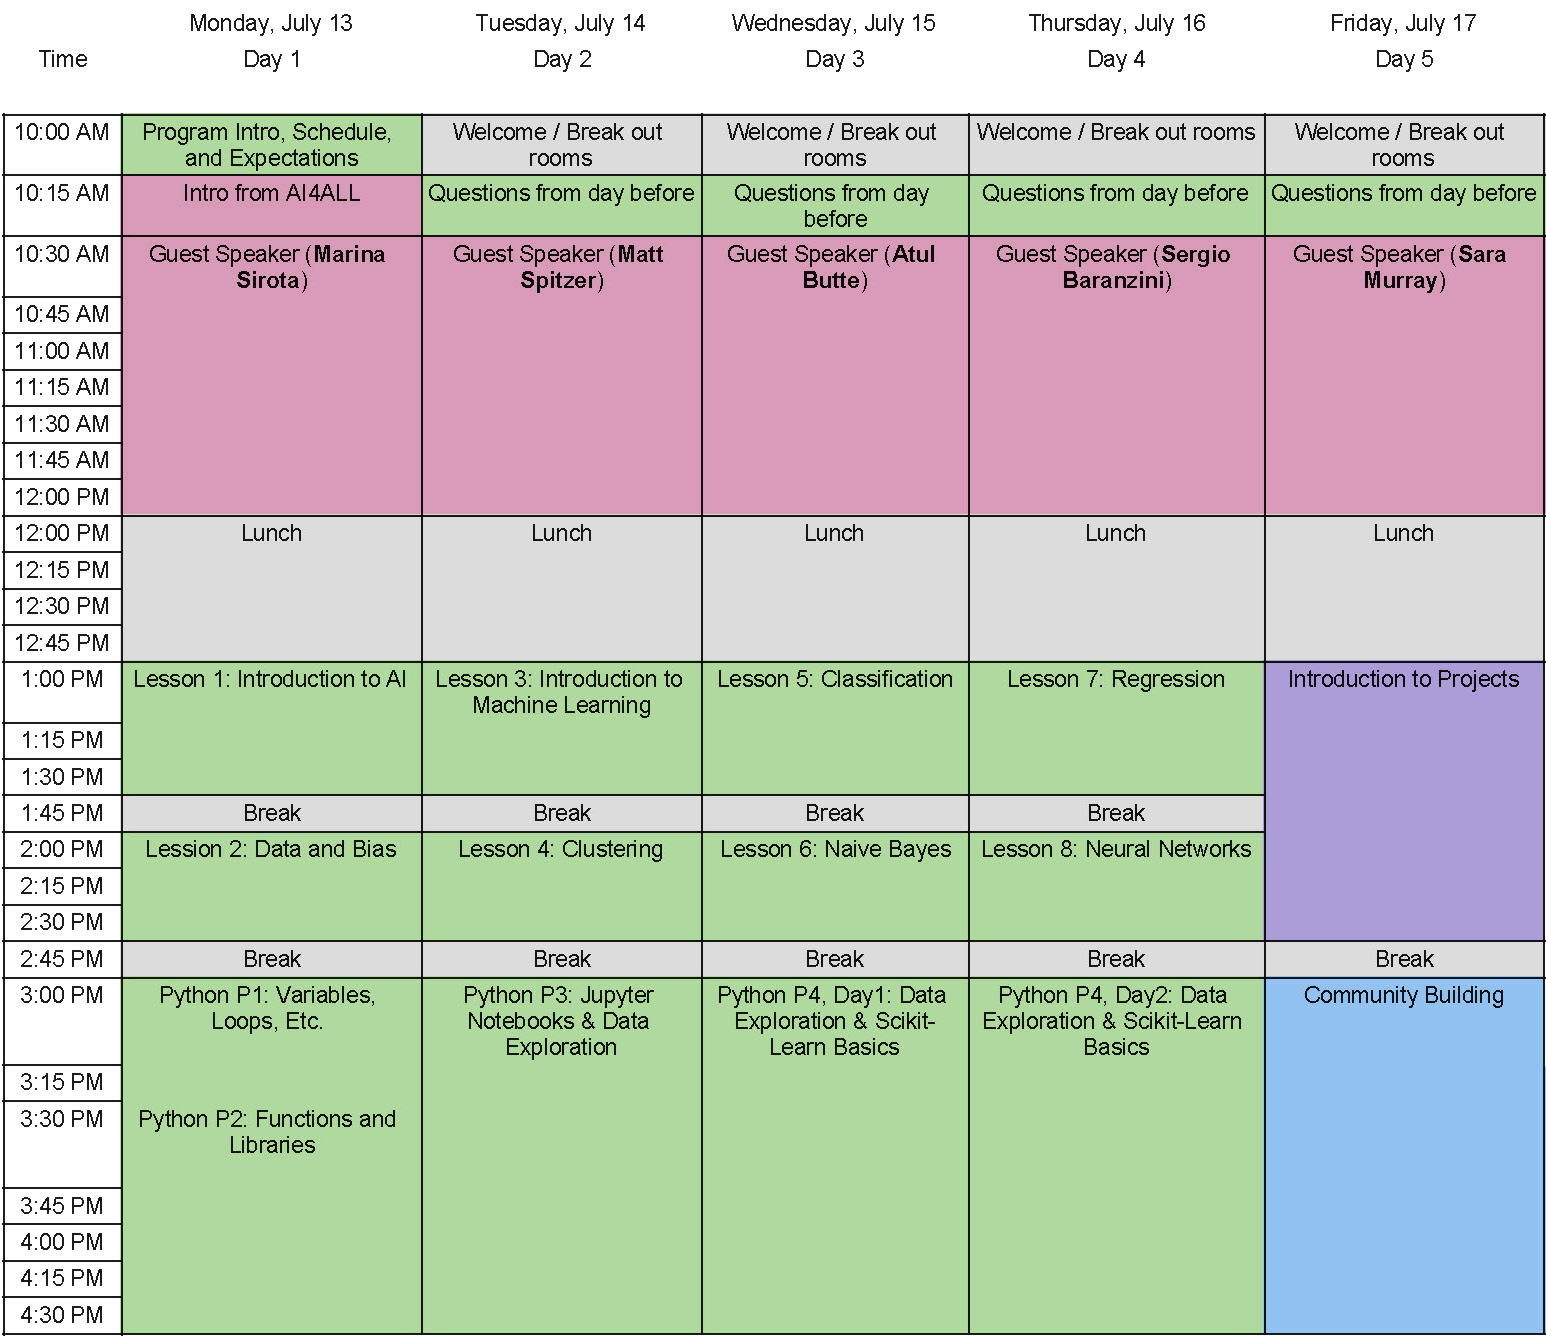 Monday, July 13 Tuesday, July 14 Wednesday, July 15 Thursday, July 16 Friday, July 17
Time Day 1 Day 2 Day 3 Day 4 Day 5
10:00 AM Program Intro, Schedule, Welcome / Break out Welcome / Break out Welcome / Break out rooms Welcome / Break out
and Expectations rooms rooms rooms
10:15 AM Intro from AI4ALL Questions from day before Questions from day Questions from day before Questions from day before
before
10:30 AM Guest Speaker (Marina Guest Speaker (Matt Guest Speaker (Atul Guest Speaker (Sergio Guest Speaker (Sara
Sirota) Spitzer) Butte) Baranzini) Murray)
10:45 AM
11:00 AM
11:15 AM
11:30 AM
11:45 AM
12:00 PM
12:00 PM Lunch Lunch Lunch Lunch Lunch
12:15 PM
12:30 PM
12:45 PM
1:00 PM Lesson 1: Introduction to AI Lesson 3: Introduction to Lesson 5: Classification Lesson 7: Regression Introduction to Projects
Machine Learning
1:15 PM
1:30 PM
1:45 PM Break Break Break Break
2:00 PM Lession 2: Data and Bias Lesson 4: Clustering Lesson 6: Naive Bayes Lesson 8: Neural Networks
2:15 PM
2:30 PM
2:45 PM Break Break Break Break Break
3:00 PM Python P1: Variables, Python P3: Jupyter Python P4, Day1: Data Python P4, Day2: Data Community Building
Loops, Etc. Notebooks & Data Exploration & Scikit- Exploration & Scikit-Learn
Exploration Learn Basics Basics
3:15 PM
3:30 PM Python P2: Functions and
Libraries
3:45 PM
4:00 PM
4:15 PM
4:30 PM